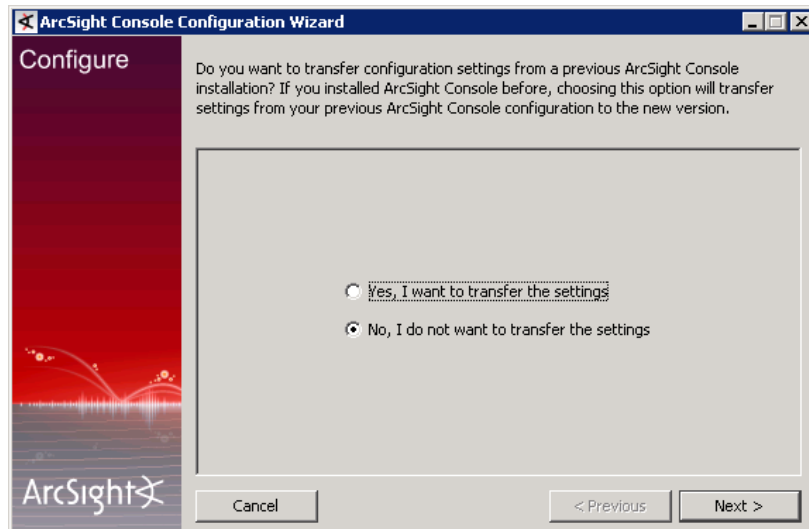 ArcSight Console Configuration Wizard
Configure
Do you want to transfer configuration settings from a previous ArcSight Console
installation? If you installed ArcSight Console before, choosing this option will transfer
settings from your previous ArcSight Console configuration to the new version.
Yes, I want to transfer the settings
No, I do not want to transfer the settings
ArcSight
Cancel
< Previous
Next >